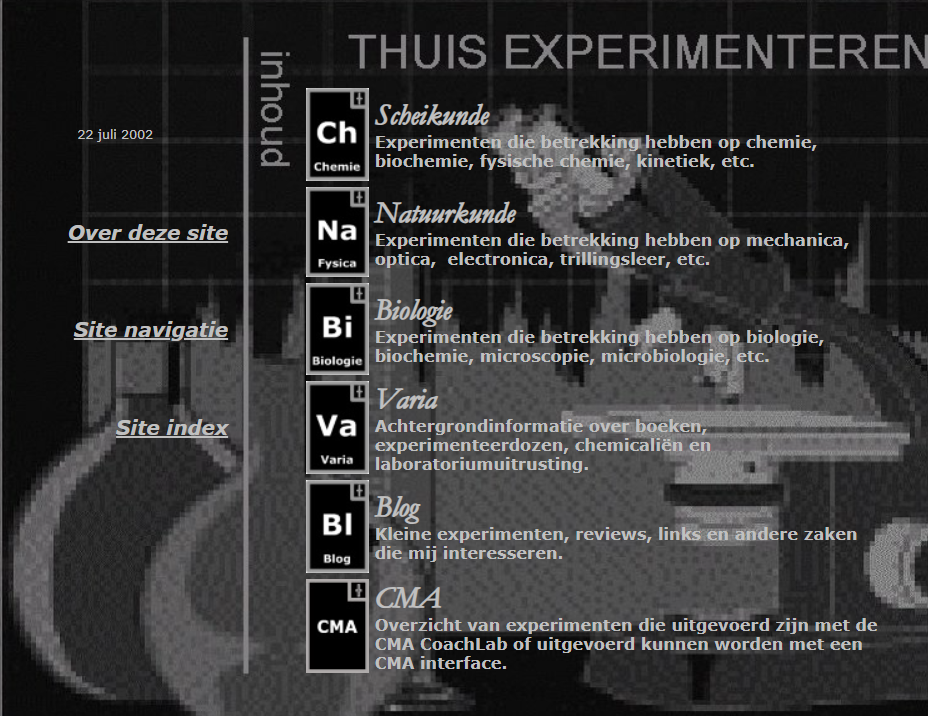 THUIS EXPERIMENTEREN
inhoud
22 juli 2002
Over deze site
Site navigatie
Site index
Ch
Chemie
Scheikunde
Experimenten die betrekking hebben op chemie,
biochemie, fysische chemie, kinetiek, etc.
Na
Fysica
Natuurkunde
Experimenten die betrekking hebben op mechanica,
optica,  electronica, trillingsleer, etc.
Bi
Biologie
Biologie
Experimenten die betrekking hebben op biologie,
biochemie, microscopie, microbiologie, etc.
Va
Varia
Varia
Achtergrondinformatie over boeken,
experimenteerdozen, chemicaliën en
laboratoriumuitrusting.
Bl
Blog
Blog
Kleine experimenten, reviews, links en andere zaken
die mij interesseren.
CMA
CMA
Overzicht van experimenten die uitgevoerd zijn met de
CMA CoachLab of uitgevoerd kunnen worden met een
CMA interface.